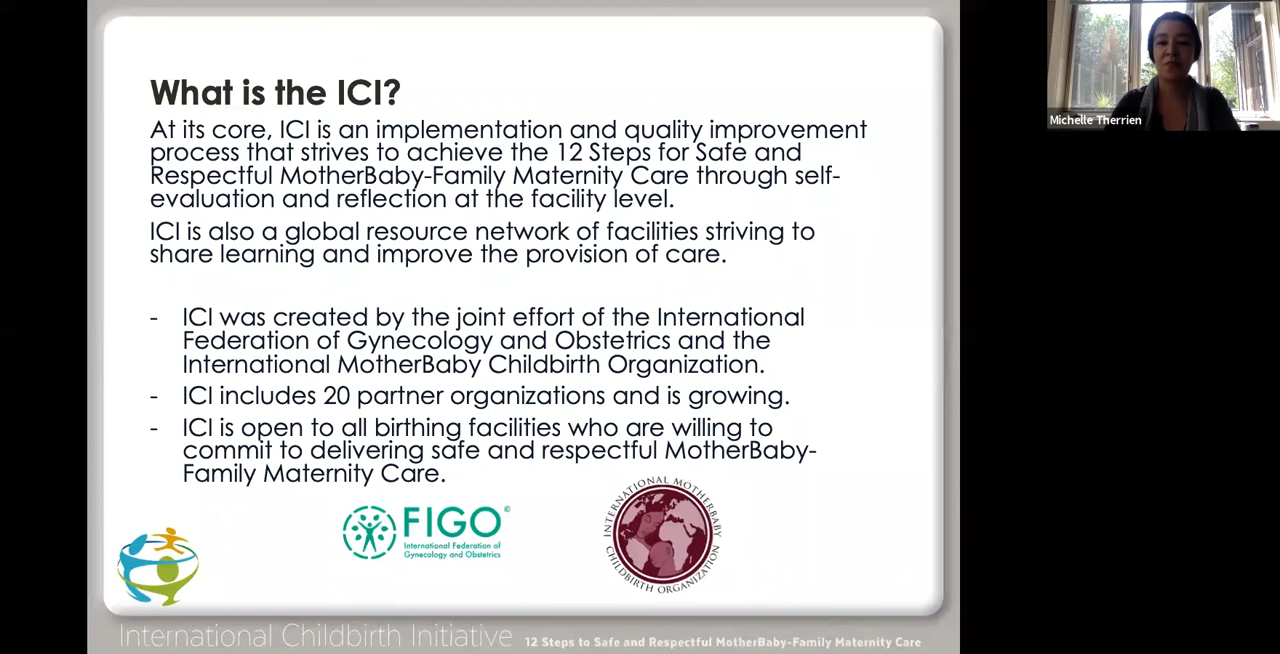 What is the ICI?
At its core, ICI is an implementation and quality improvement
process that strives to achieve the 12 Steps for Safe and
Respectful MotherBaby-Family Maternity Care through self-
evaluation and reflection at the facility level.
ICI is also a global resource network of facilities striving to
share learning and improve the provision of care.
- ICI was created by the joint effort of the International
Federation of Gynecology and Obstetrics and the
International MotherBaby Childbirth Organization.
- ICI includes 20 partner organizations and is growing.
- ICI is open to all birthing facilities who are willing to
commit to delivering safe and respectful MotherBaby-
Family Maternity Care.
FIGO©
International Federation of
Gynecology and Obstetrics
INTERNATIONAL MOTHERBABY
CHILDBIRTH ORGANIZATION
International Childbirth Initiative 12 Steps to Safe and Respectful MotherBaby-Family Maternity Care
Michelle Therrien